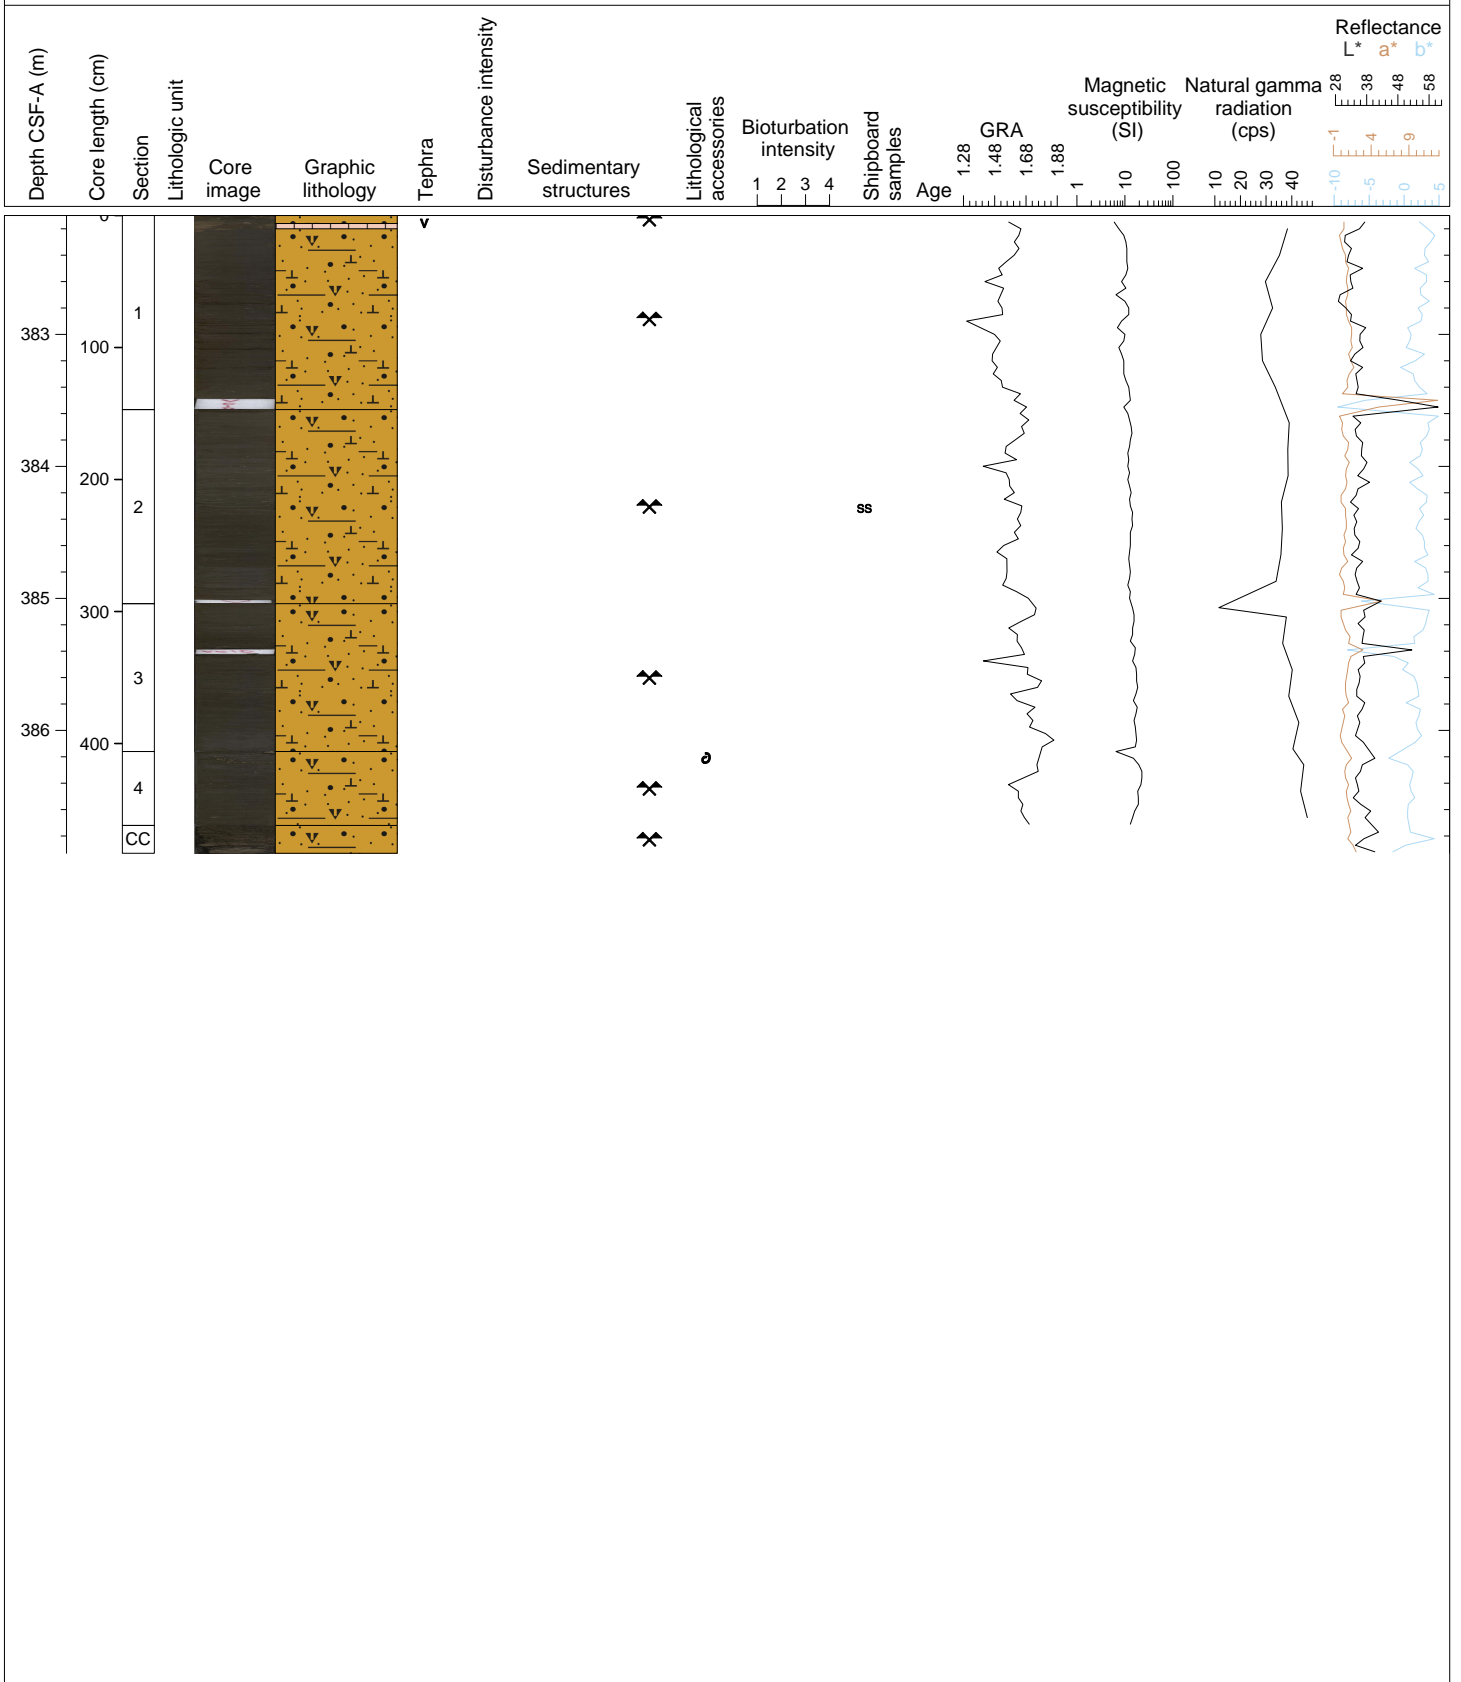 Depth CSF-A (m)
Core length (cm)
Section
Lithologic unit
Core
image
Graphic
lithology
Tephra
Disturbance intensity
Sedimentary
structures
Lithological
accessories
Bioturbation
intensity
1 2 3 4
Shipboard
samples
Age
GRA
1.28 1.48 1.68 1.88
Magnetic
susceptibility
(SI)
1 10 100
Natural gamma
radiation
(cps)
10 20 30 40
Reflectance
L* a* b*
28 38 48 58
-1 4 9
-10 -5 0 5
0
v
1
383
100
384
200
2
ss
385
300
3
386
400
4
CC